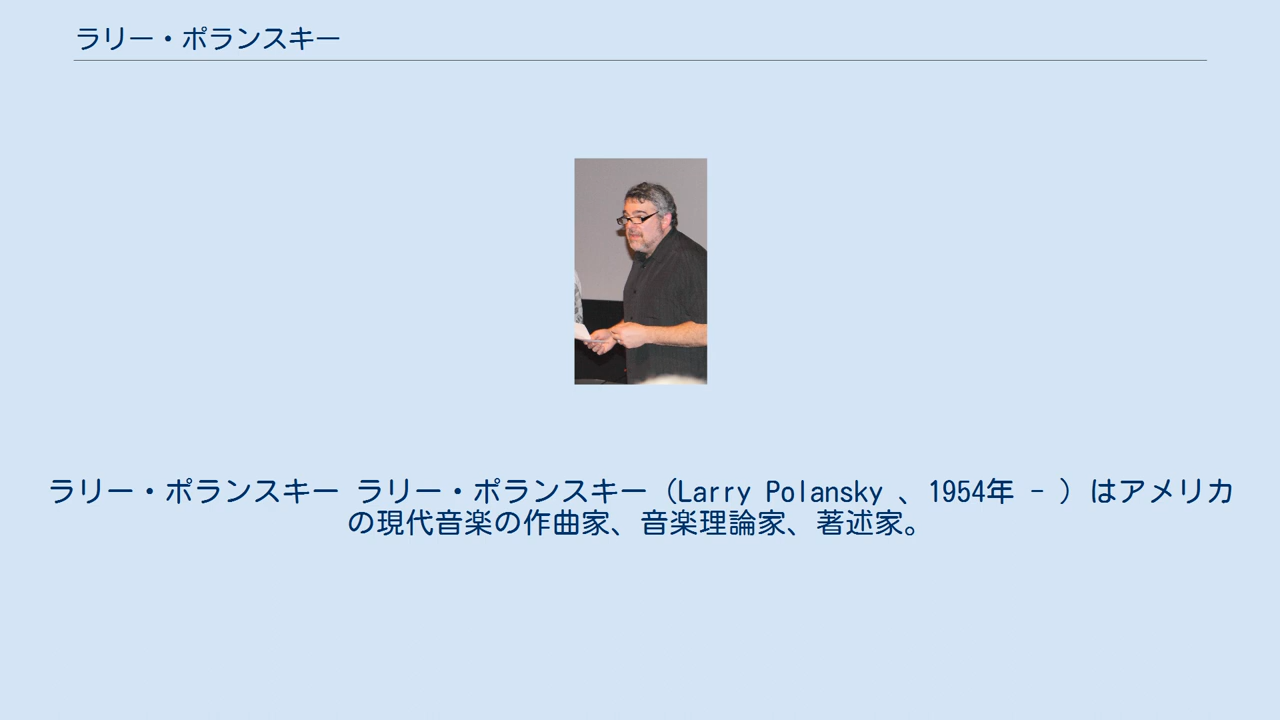 ラリー・ポランスキー
ラリー・ポランスキー ラリー・ポランスキー（Larry Polansky 、1954年 - ）はアメリカ
の現代音楽の作曲家、音楽理論家、著述家。